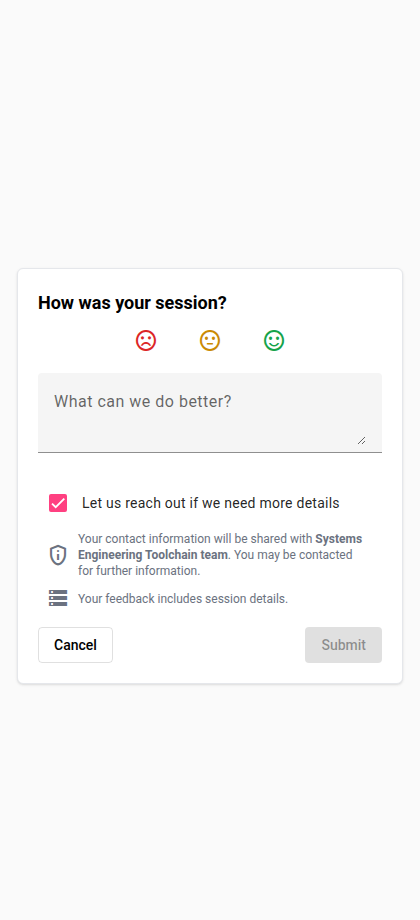 How was your session?
What can we do better?
Let us reach out if we need more details
Your contact information will be shared with Systems
Engineering Toolchain team. You may be contacted
for further information.
Your feedback includes session details.
Cancel
Submit